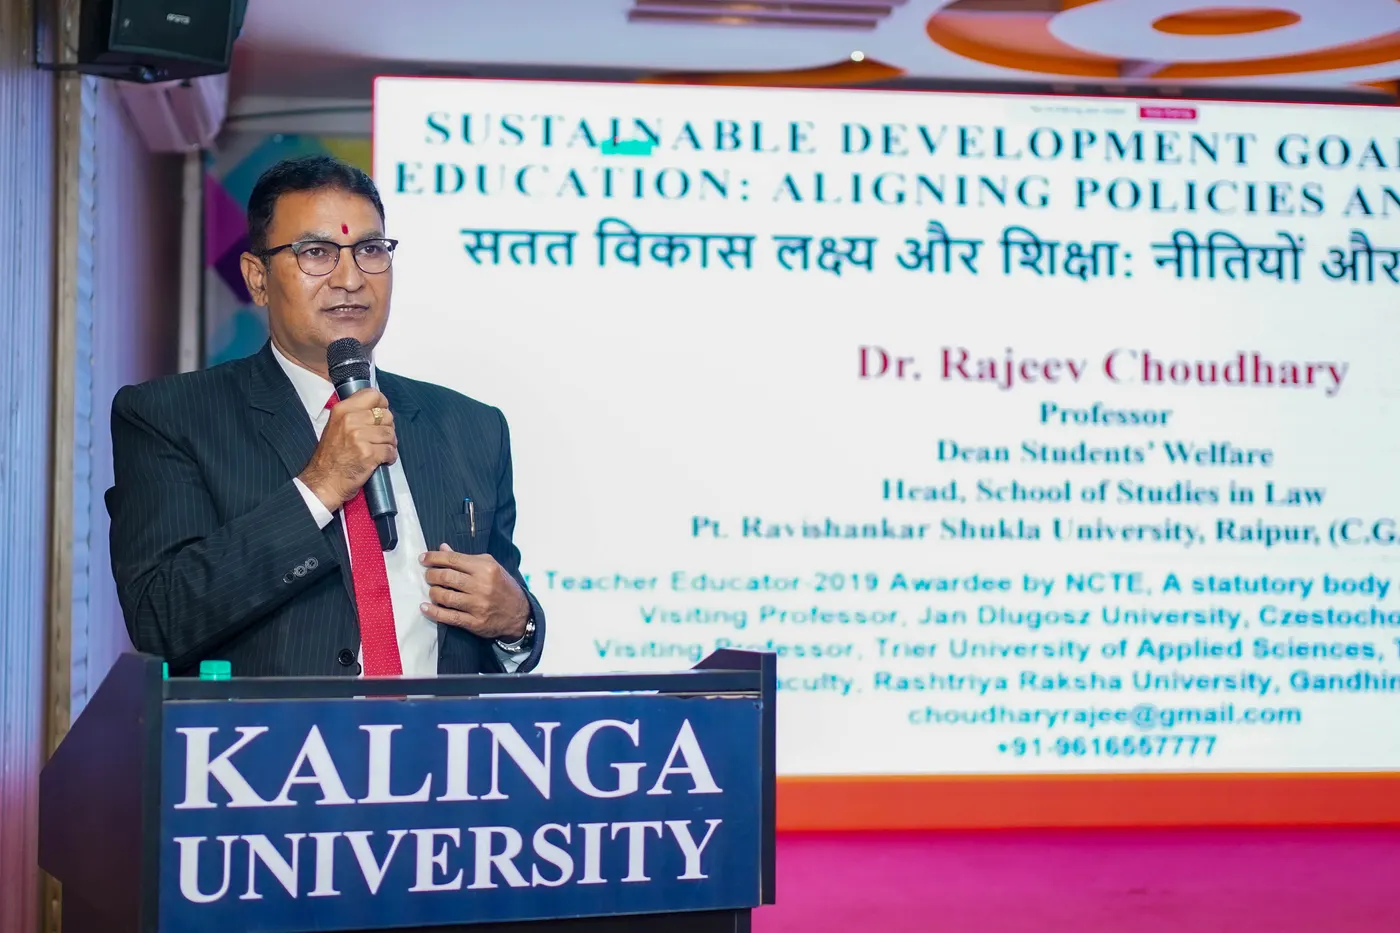 SUSTAINABLE DEVELOPMENT GOA
EDUCATION: ALIGNING POLICIES AN
सतत विकास लक्ष्य और शिक्षा: नीतियों और
Dr. Rajeev Choudhary
Professor
Dean Students' Welfare
Head, School of Studies in Law
Pt. Ravishankar Shukla University, Raipur, (C.G.
Teacher Educator-2019 Awardee by NCTE, A statutory body
Visiting Professor, Jan Dlugosz University, Czestocho
Visiting Professor, Trier University of Applied Sciences,
aculty, Rashtriya Raksha University, Gandhin
choudharyrajee@gmail.com
+91-9616557777
KALINGA
UNIVERSITY